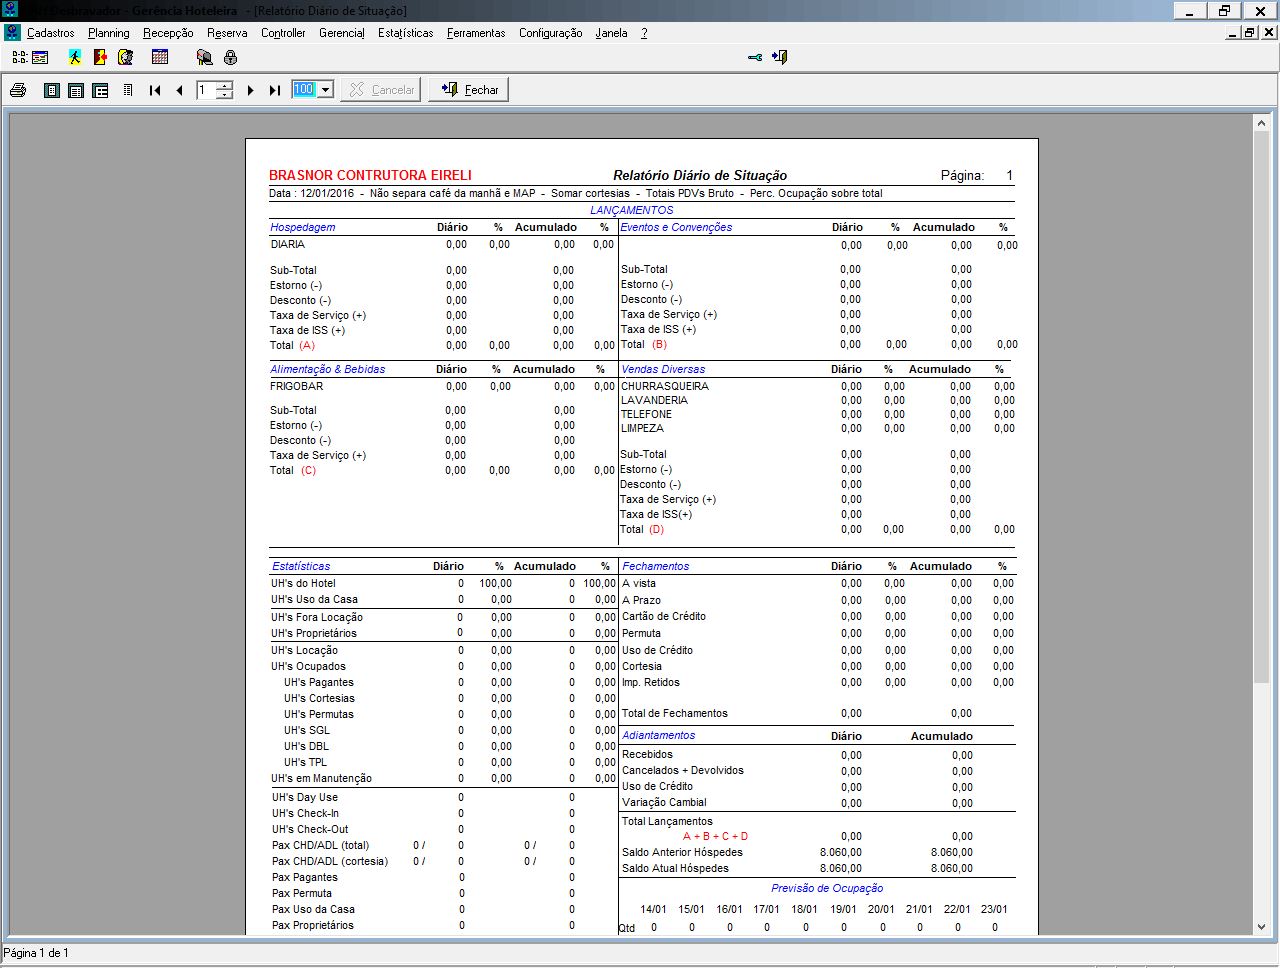 Desbravador - Gerência Hoteleira - [Relatório Diário de Situação]
Cadastros Planning Recepção Reserva Controller Gerencial Estatísticas Ferramentas Configuração Janela ?
1 100 Cancelar Fechar
BRASNOR CONTRUTORA EIRELI Relatório Diário de Situação Página: 1
Data : 12/01/2016 - Não separa café da manhã e MAP - Somar cortesias - Totais PDVs Bruto - Perc. Ocupação sobre total
LANÇAMENTOS
Hospedagem Diário % Acumulado %
DIARIA 0,00 0,00 0,00 0,00
Sub-Total 0,00 0,00
Estorno (-) 0,00 0,00
Desconto (-) 0,00 0,00
Taxa de Serviço (+) 0,00 0,00
Taxa de ISS (+) 0,00 0,00
Total (A) 0,00 0,00 0,00 0,00
Eventos e Convenções Diário % Acumulado %
0,00 0,00 0,00 0,00
Sub-Total 0,00 0,00
Estorno (-) 0,00 0,00
Desconto (-) 0,00 0,00
Taxa de Serviço (+) 0,00 0,00
Taxa de ISS (+) 0,00 0,00
Total (B) 0,00 0,00 0,00 0,00
Alimentação & Bebidas Diário % Acumulado %
FRIGOBAR 0,00 0,00 0,00 0,00
Sub-Total 0,00 0,00
Estorno (-) 0,00 0,00
Desconto (-) 0,00 0,00
Taxa de Serviço (+) 0,00 0,00
Total (C) 0,00 0,00 0,00 0,00
Vendas Diversas Diário % Acumulado %
CHURRASQUEIRA 0,00 0,00 0,00 0,00
LAVANDERIA 0,00 0,00 0,00 0,00
TELEFONE 0,00 0,00 0,00 0,00
LIMPEZA 0,00 0,00 0,00 0,00
Sub-Total 0,00 0,00
Estorno (-) 0,00 0,00
Desconto (-) 0,00 0,00
Taxa de Serviço (+) 0,00 0,00
Taxa de ISS(+) 0,00 0,00
Total (D) 0,00 0,00 0,00 0,00
Estatísticas Diário % Acumulado %
UH's do Hotel 0 100,00 0 100,00
UH's Uso da Casa 0 0,00 0 0,00
UH's Fora Locação 0 0,00 0 0,00
UH's Proprietários 0 0,00 0 0,00
UH's Locação 0 0,00 0 0,00
UH's Ocupados 0 0,00 0 0,00
UH's Pagantes 0 0,00 0 0,00
UH's Cortesias 0 0,00 0 0,00
UH's Permutas 0 0,00 0 0,00
UH's SGL 0 0,00 0 0,00
UH's DBL 0 0,00 0 0,00
UH's TPL 0 0,00 0 0,00
UH's em Manutenção 0 0,00 0 0,00
UH's Day Use 0 0
UH's Check-In 0 0
UH's Check-Out 0 0
Pax CHD/ADL (total) 0 / 0 0 / 0
Pax CHD/ADL (cortesia) 0 / 0 0 / 0
Pax Pagantes 0 0
Pax Permuta 0 0
Pax Uso da Casa 0 0
Pax Proprietários 0 0
Fechamentos Diário % Acumulado %
A vista 0,00 0,00 0,00 0,00
A Prazo 0,00 0,00 0,00 0,00
Cartão de Crédito 0,00 0,00 0,00 0,00
Permuta 0,00 0,00 0,00 0,00
Uso de Crédito 0,00 0,00 0,00 0,00
Cortesia 0,00 0,00 0,00 0,00
Imp. Retidos 0,00 0,00 0,00 0,00
Total de Fechamentos 0,00 0,00
Adiantamentos Diário Acumulado
Recebidos 0,00 0,00
Cancelados + Devolvidos 0,00 0,00
Uso de Crédito 0,00 0,00
Variação Cambial 0,00 0,00
Total Lançamentos
A + B + C + D 0,00 0,00
Saldo Anterior Hóspedes 8.060,00 8.060,00
Saldo Atual Hóspedes 8.060,00 8.060,00
Previsão de Ocupação
14/01 15/01 16/01 17/01 18/01 19/01 20/01 21/01 22/01 23/01
Qtd 0 0 0 0 0 0 0 0 0 0
Página 1 de 1